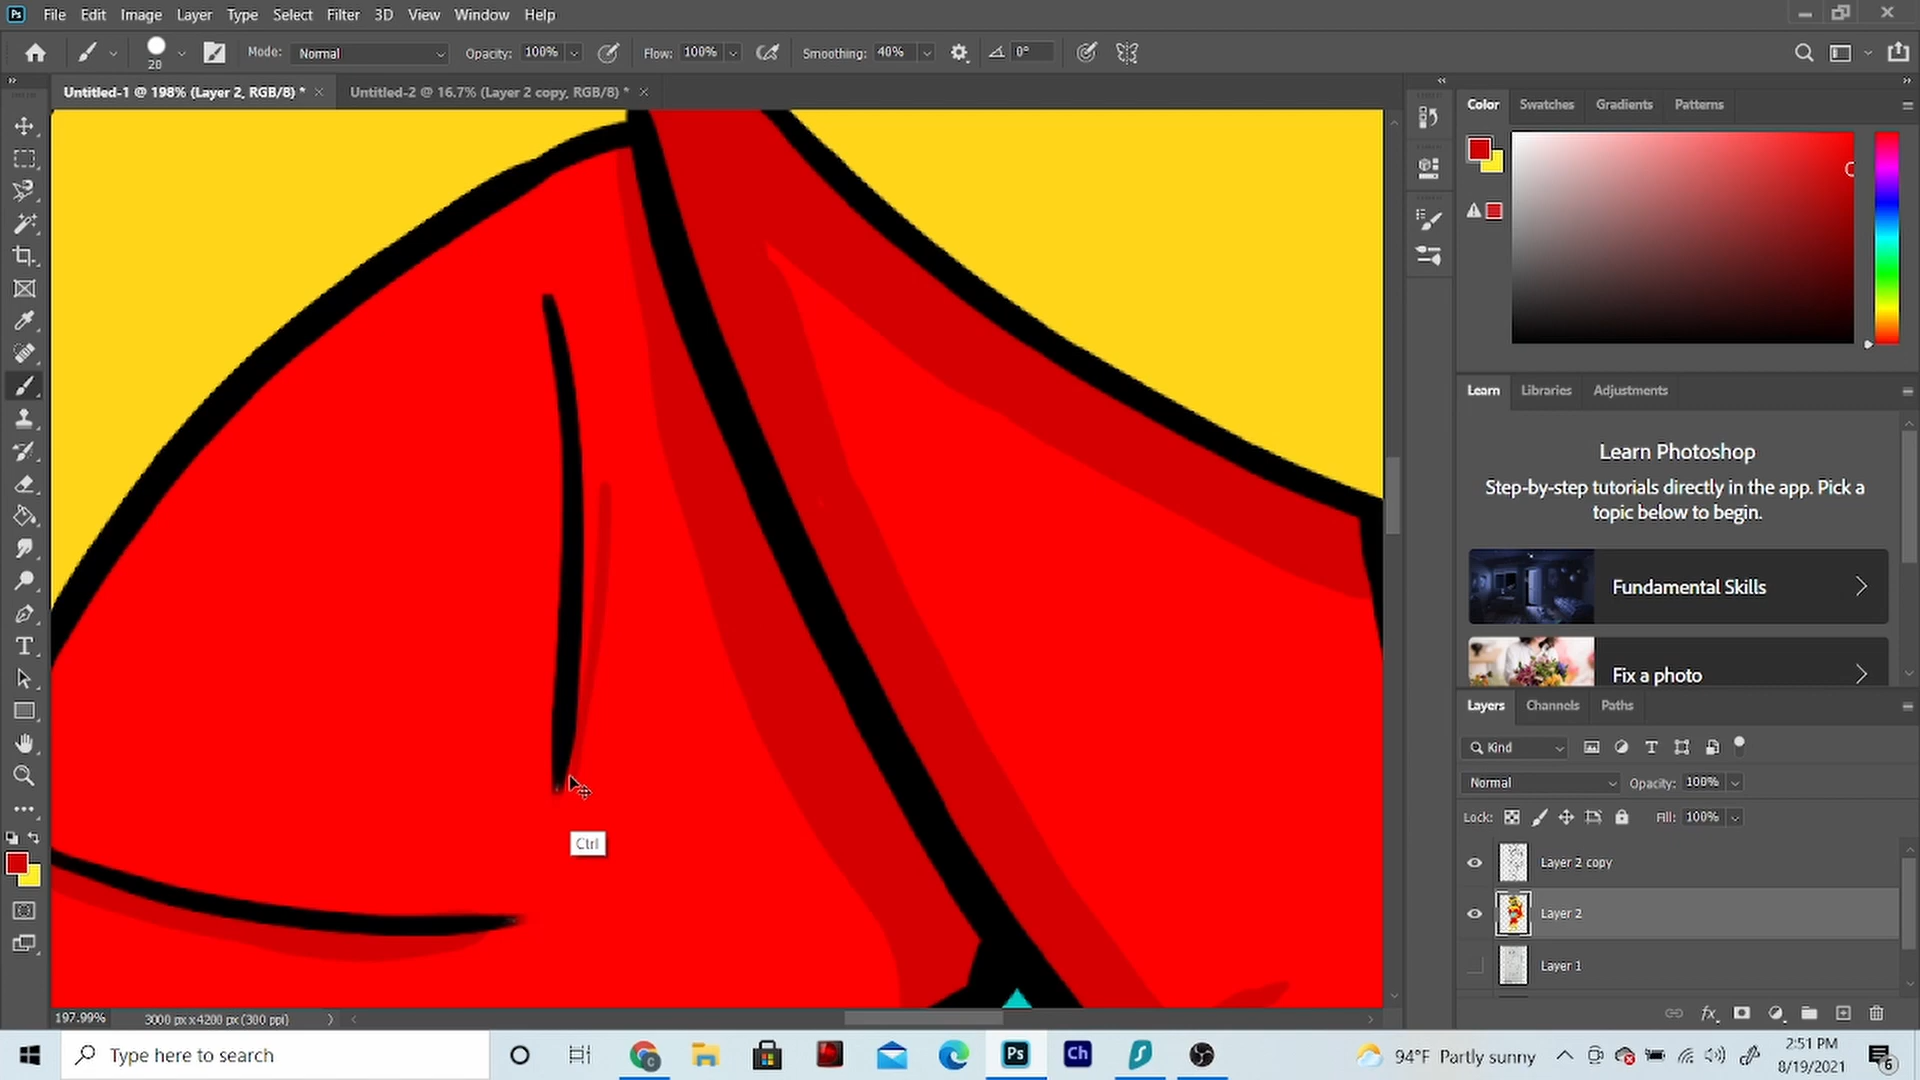 Ps File Edit Image Layer Type Select Filter 3D View Window Help
20 Mode: Normal Opacity: 100% Flow: 100% Smoothing: 40% 0°
Untitled-1 @ 198% (Layer 2, RGB/8) * Untitled-2 @ 16.7% (Layer 2 copy, RGB/8) *
Color Swatches Gradients Patterns
Learn Libraries Adjustments
Learn Photoshop
Step-by-step tutorials directly in the app. Pick a
topic below to begin.
Fundamental Skills
Fix a photo
Layers Channels Paths
Kind
Normal Opacity: 100%
Lock: Fill: 100%
Layer 2 copy
Layer 2
Layer 1
Ctrl
197.99% 3000 px x 4200 px (300 ppi)
Type here to search
Ps Ch
94°F Partly sunny
2:51 PM
8/19/2021
6